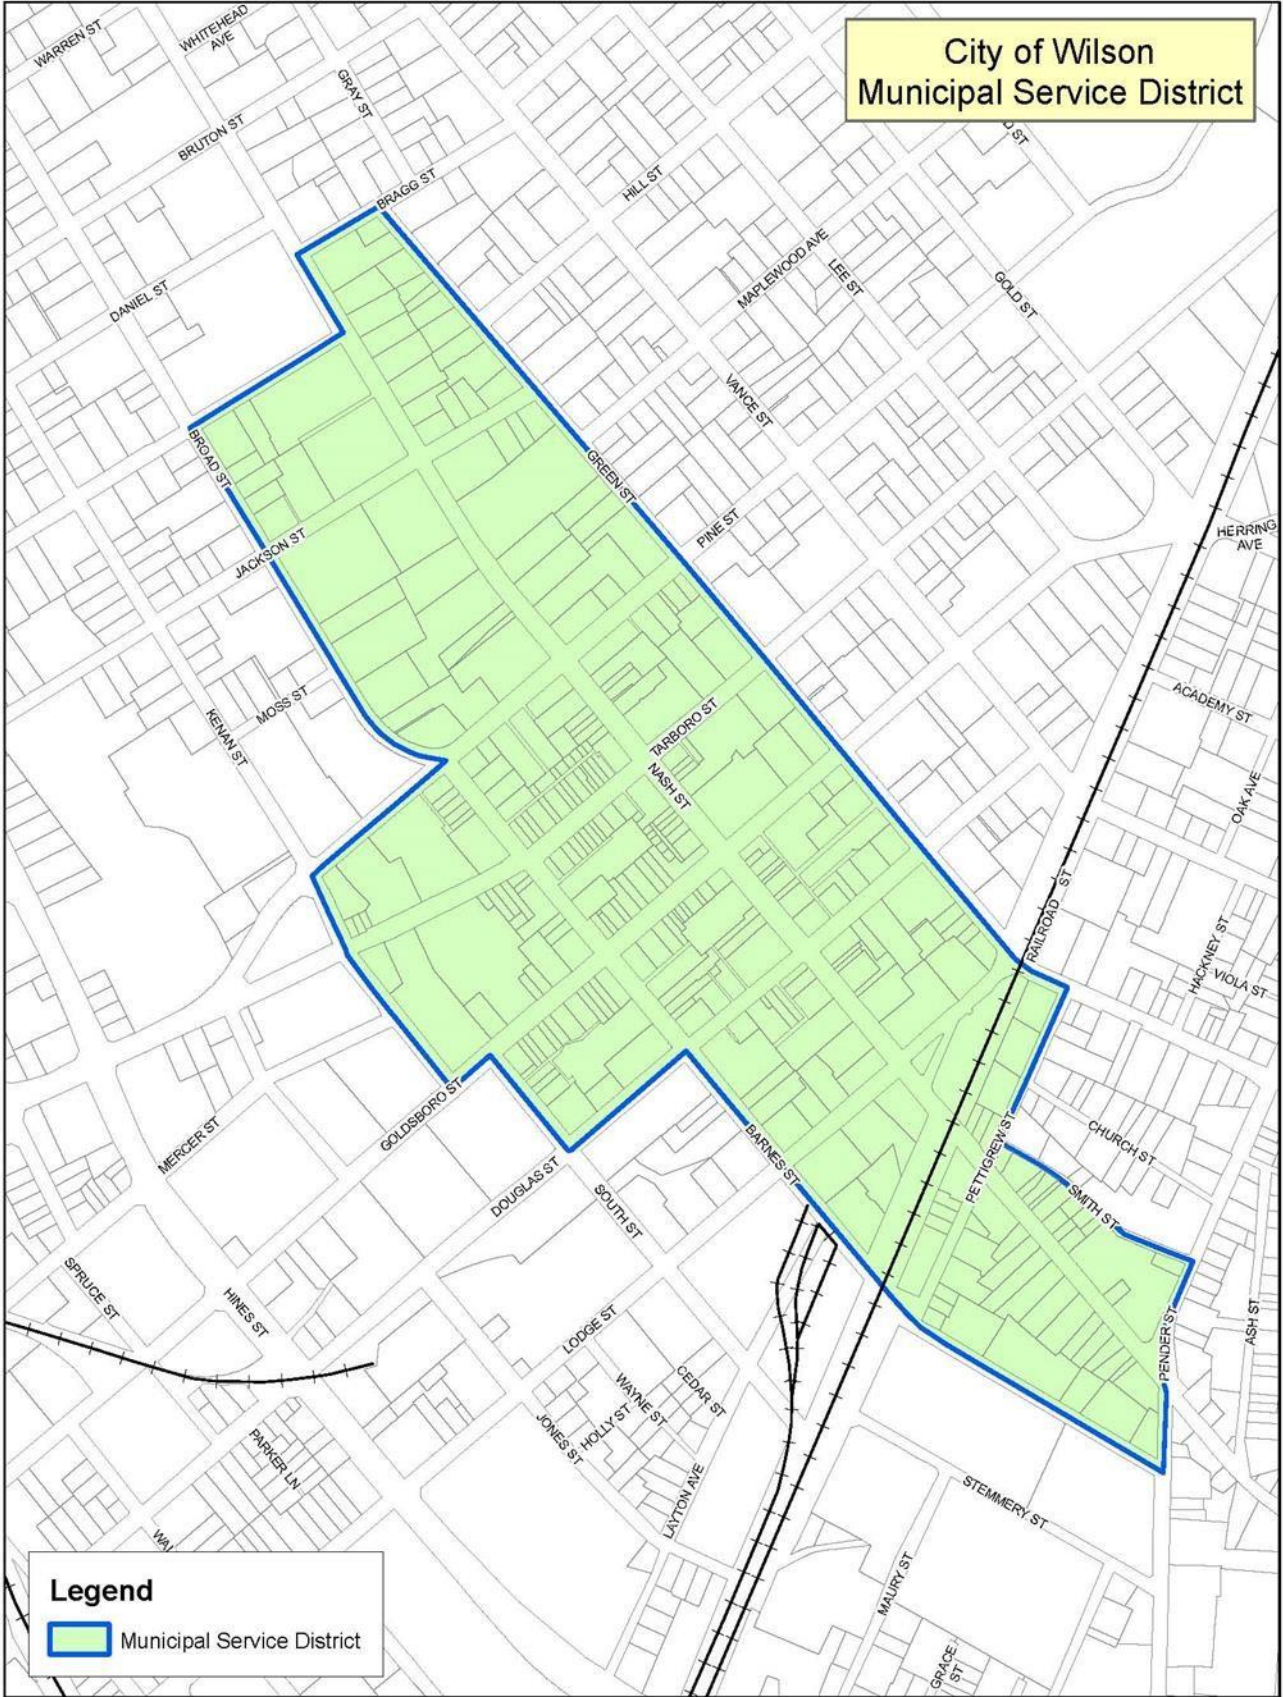 City of Wilson
Municipal Service District
WARREN ST
WHITEHEAD
AVE
GRAY ST
BRUTON ST
BRAGG ST
HILL ST
D ST
DANIEL ST
MAPLEWOOD AVE
LEE ST
GOLD ST
VANCE ST
BROAD ST
GREEN ST
PINE ST
JACKSON ST
HERRING
AVE
MOSS ST
KENAN ST
TARBORO ST
NASH ST
ACADEMY ST
OAK AVE
RAILROAD ST
HACKNEY ST
VIOLA ST
GOLDSBORO ST
MERCER ST
DOUGLAS ST
SOUTH ST
BARNES ST
PETTIGREW ST
CHURCH ST
SMITH ST
SPRUCE ST
HINES ST
LODGE ST
PENDER ST
ASH ST
WAYNE ST
CEDAR ST
HOLLY ST
JONES ST
PARKER LN
LAYTON AVE
STEMMERY ST
WAL
MAURY ST
GRACE
ST
Legend
Municipal Service District